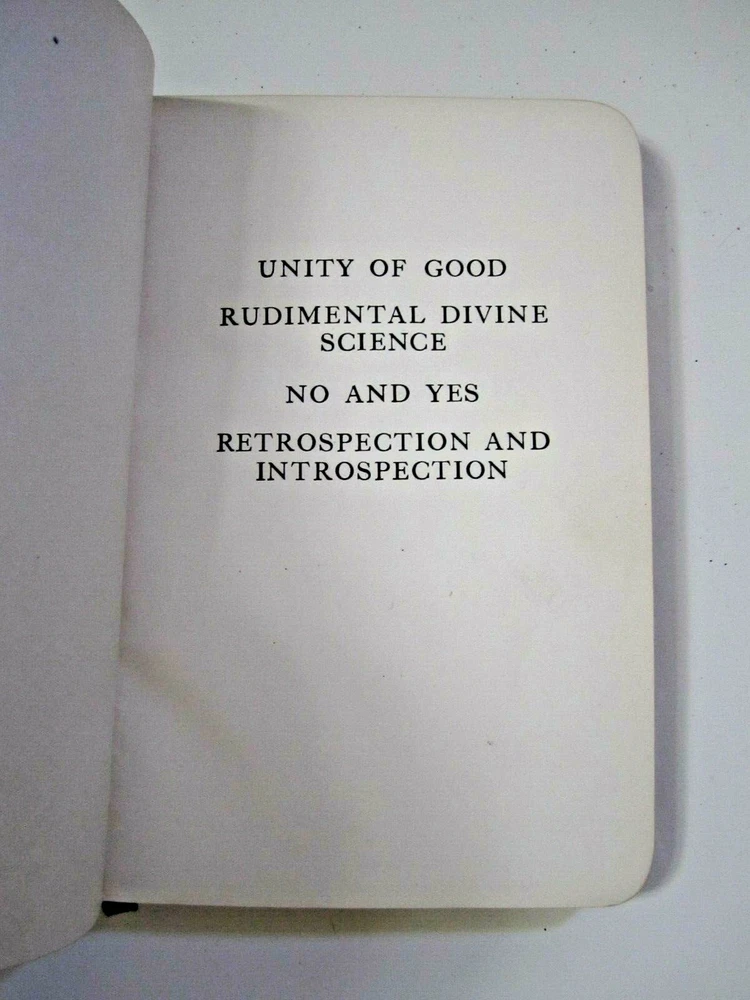 UNITY OF GOOD
RUDIMENTAL DIVINE
SCIENCE
NO AND YES
RETROSPECTION AND
INTROSPECTION